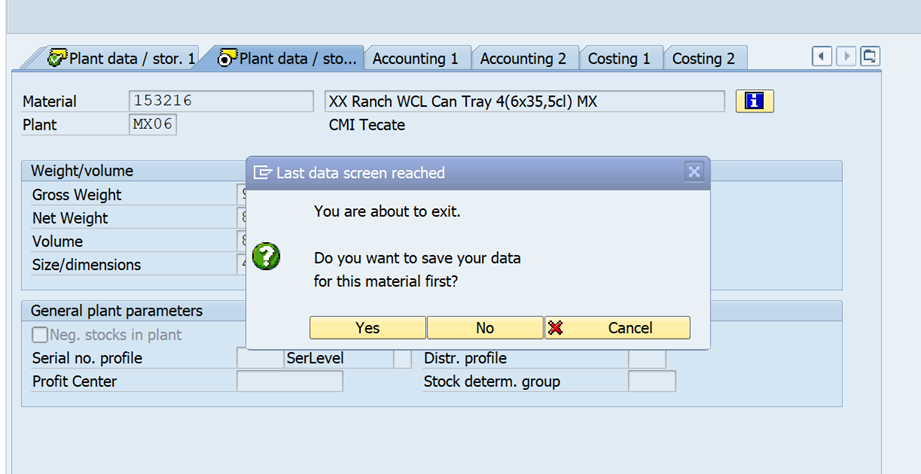 Plant data / stor. 1 Plant data / sto... Accounting 1 Accounting 2 Costing 1 Costing 2
Material 153216 XX Ranch WCL Can Tray 4(6x35,5cl) MX
Plant MX06 CMI Tecate
Weight/volume
Gross Weight
Net Weight
Volume
Size/dimensions
Last data screen reached
You are about to exit.
Do you want to save your data
for this material first?
Yes No Cancel
General plant parameters
Neg. stocks in plant
Serial no. profile SerLevel Distr. profile
Profit Center Stock determ. group